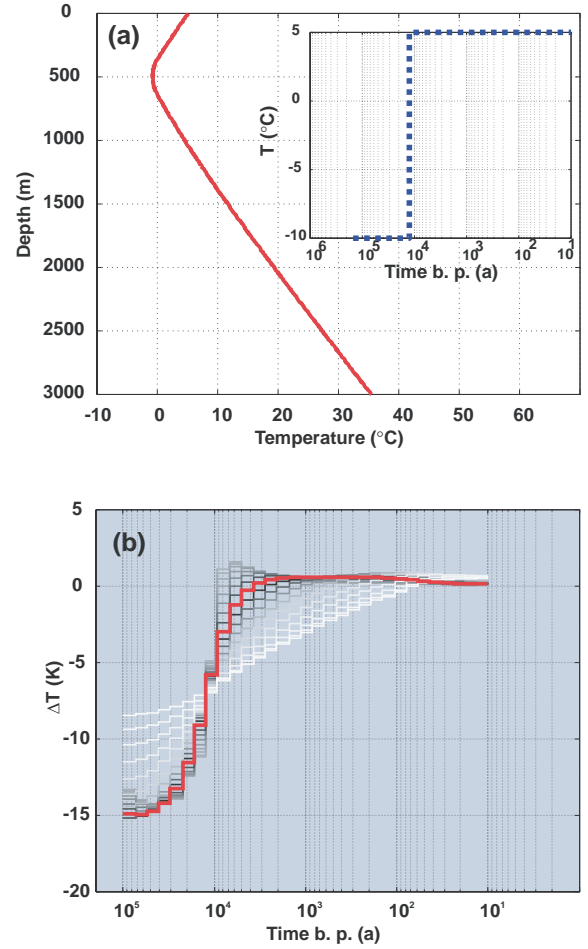 (a)
0
500
1000
1500
2000
2500
3000
Depth (m)
-10 0 10 20 30 40 50 60
Temperature (°C)
5
0
-5
-10
T (°C)
10^6 10^5 10^4 10^3 10^2 10^1
Time b. p. (a)
(b)
5
0
-5
-10
-15
-20
ΔT (K)
10^5 10^4 10^3 10^2 10^1
Time b. p. (a)